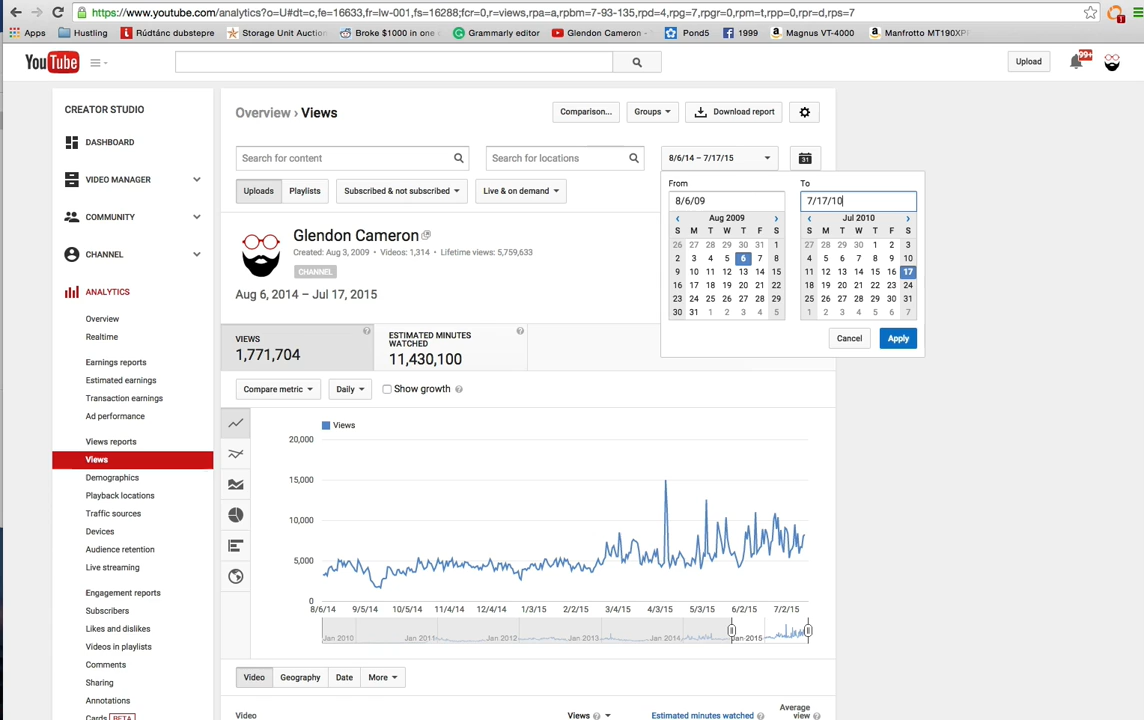 https://www.youtube.com/analytics?o=U#dt=c,fe=16633,fr=lw-001,fs=16288;fcr=0,r=views,rpa=a,rpbm=7-93-135,rpd=4,rpg=7,rpgr=0,rpm=t,rpp=0,rpr=d,rps=7
Apps Hustling Rúdtánc dubstepre Storage Unit Auction Broke $1000 in one Grammarly editor Glendon Cameron - Pond5 1999 Magnus VT-4000 Manfrotto MT190XPF
YouTube Upload 99+
CREATOR STUDIO
DASHBOARD
VIDEO MANAGER
COMMUNITY
CHANNEL
ANALYTICS
Overview
Realtime
Earnings reports
Estimated earnings
Transaction earnings
Ad performance
Views reports
Views
Demographics
Playback locations
Traffic sources
Devices
Audience retention
Live streaming
Engagement reports
Subscribers
Likes and dislikes
Videos in playlists
Comments
Sharing
Annotations
Cards BETA
Overview › Views Comparison... Groups Download report
Search for content Search for locations 8/6/14 – 7/17/15 31
Uploads Playlists Subscribed & not subscribed Live & on demand
From To
8/6/09 7/17/10
‹ Aug 2009 › ‹ Jul 2010 ›
S M T W T F S S M T W T F S
26 27 28 29 30 31 1 27 28 29 30 1 2 3
2 3 4 5 6 7 8 4 5 6 7 8 9 10
9 10 11 12 13 14 15 11 12 13 14 15 16 17
16 17 18 19 20 21 22 18 19 20 21 22 23 24
23 24 25 26 27 28 29 25 26 27 28 29 30 31
30 31 1 2 3 4 5 1 2 3 4 5 6 7
Cancel Apply
Glendon Cameron
Created: Aug 3, 2009 • Videos: 1,314 • Lifetime views: 5,759,633
CHANNEL
Aug 6, 2014 – Jul 17, 2015
VIEWS ?
1,771,704
ESTIMATED MINUTES WATCHED ?
11,430,100
Compare metric Daily Show growth ?
Views
20,000
15,000
10,000
5,000
0
8/6/14 9/5/14 10/5/14 11/4/14 12/4/14 1/3/15 2/2/15 3/4/15 4/3/15 5/3/15 6/2/15 7/2/15
Jan 2010 Jan 2011 Jan 2012 Jan 2013 Jan 2014 Jan 2015
Video Geography Date More
Video Views ? Estimated minutes watched ? Average view ?